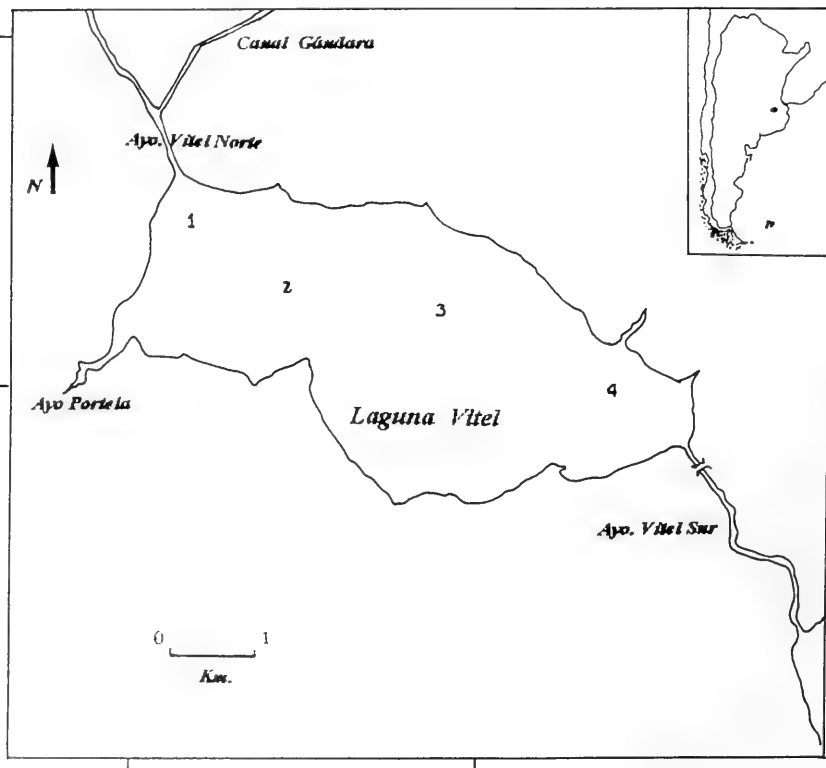 Canal Gándara
Ayo. Vitel Norte
N
1
2
3
4
Ayo Portela
Laguna Vitel
Ayo. Vitel Sur
0 1
Km.